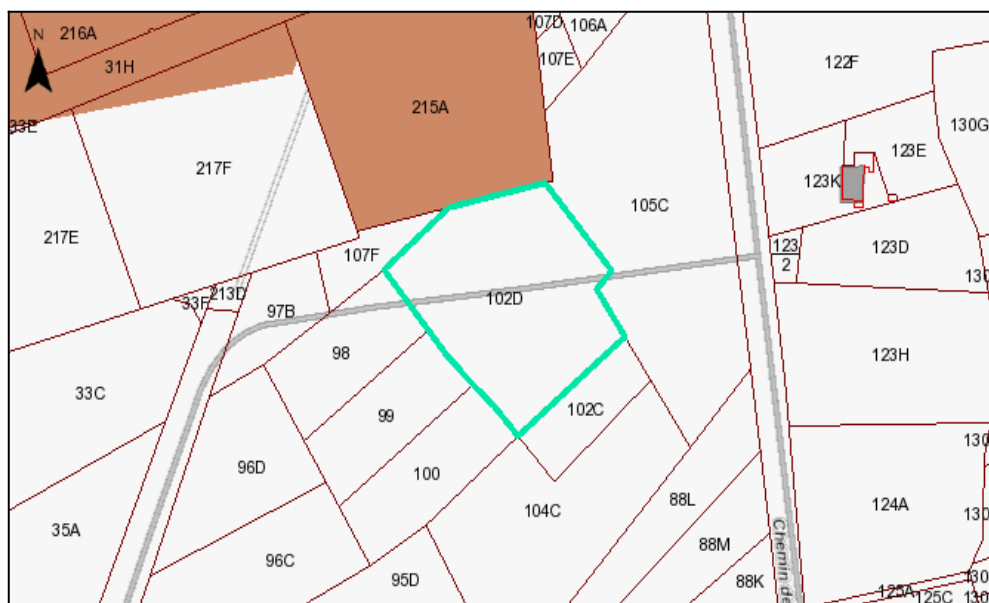 107D
106A
216A
N
107E
31H
122F
215A
33E
130G
123E
217F
123K
105C
217E
107F
123
123D
2
130
213D
33F
102D
97B
98
123H
33C
99
102C
130
96D
100
88L
124A
104C
130
35A
88M
Chemin de
96C
95D
88K
130
125A
125C
130